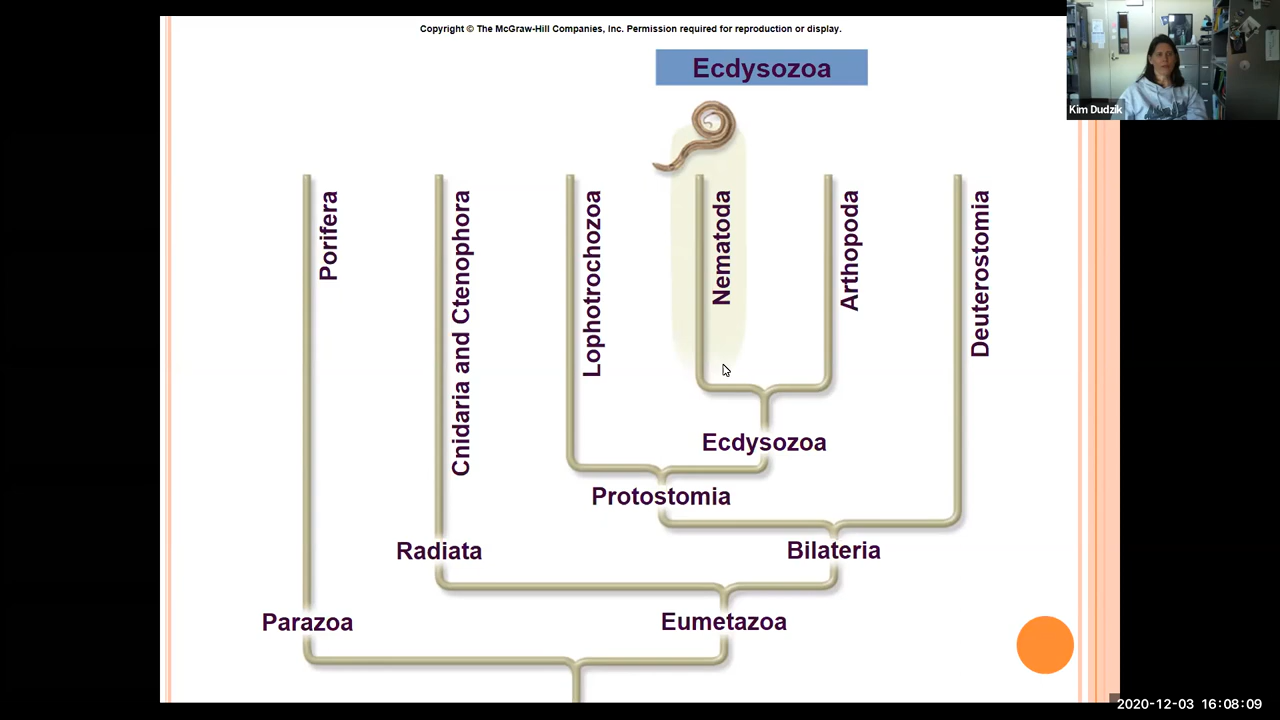 Copyright © The McGraw-Hill Companies, Inc. Permission required for reproduction or display.
Ecdysozoa
Kim Dudzik
Porifera
Cnidaria and Ctenophora
Lophotrochozoa
Nematoda
Arthropoda
Deuterostomia
Ecdysozoa
Protostomia
Radiata
Bilateria
Parazoa
Eumetazoa
2020-12-03 16:08:09